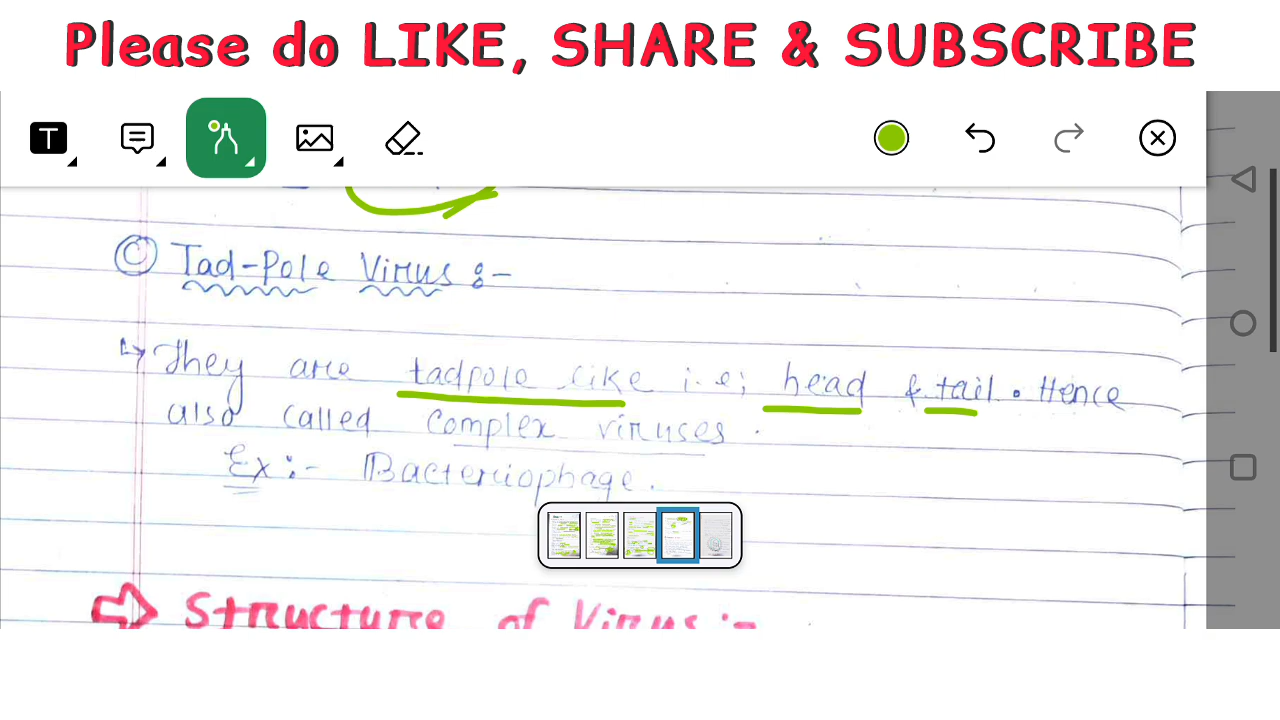 Please do LIKE, SHARE & SUBSCRIBE
T
(C) Tad-Pole Virus :-
↳ They are tadpole like i.e; head & tail. Hence
also called complex viruses.
Ex:- Bacteriophage.
⇒ Structure of Virus:-